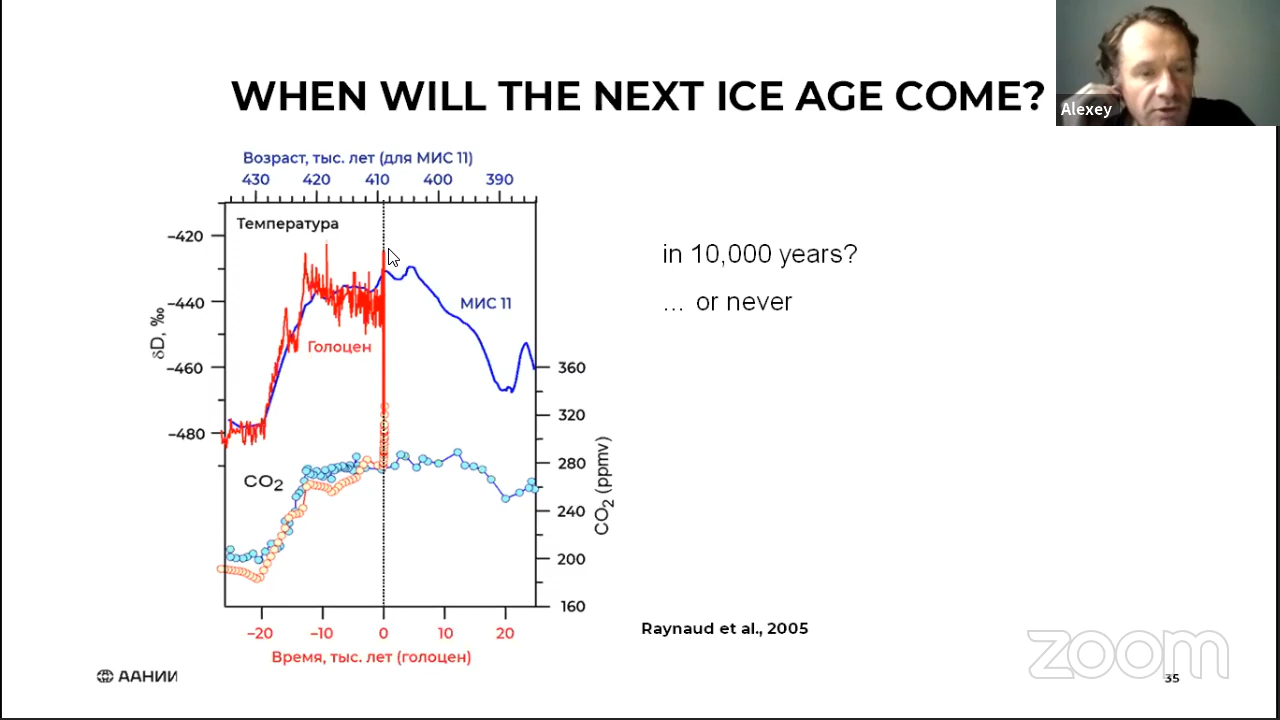 Alexey
WHEN WILL THE NEXT ICE AGE COME?
Возраст, тыс. лет (для МИС 11)
430 420 410 400 390
Температура
−420
−440
−460
−480
δD, ‰
МИС 11
Голоцен
CO2
360
320
280
240
200
160
CO2 (ppmv)
−20 −10 0 10 20
Время, тыс. лет (голоцен)
in 10,000 years?
... or never
Raynaud et al., 2005
ААНИИ
zoom
35